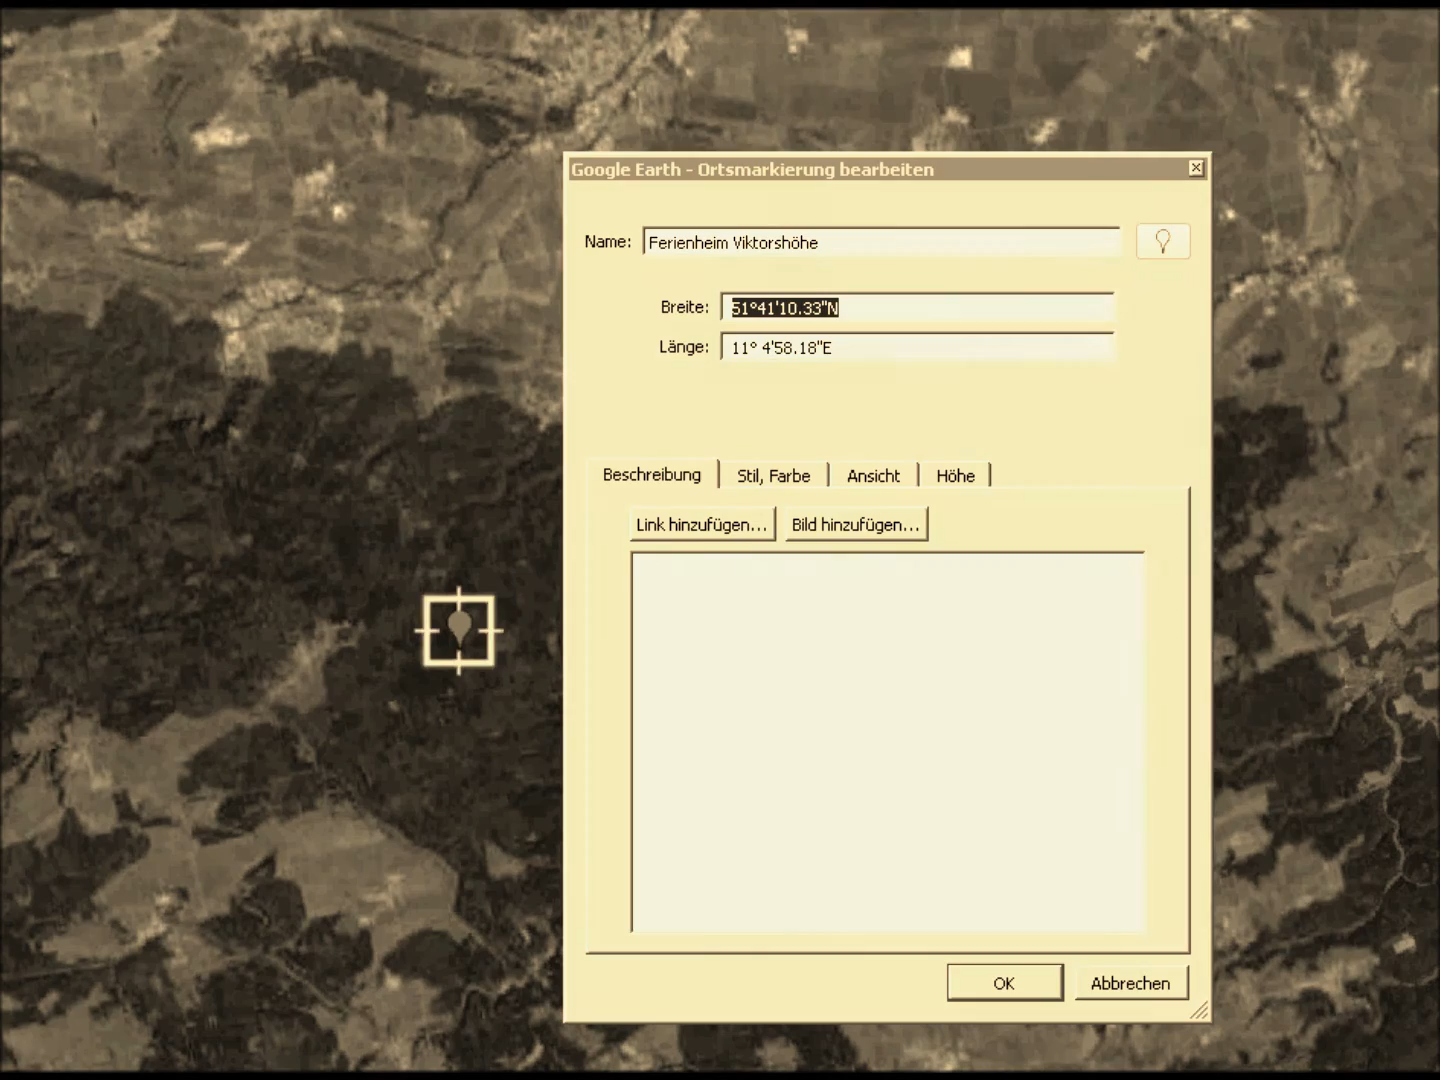 Google Earth - Ortsmarkierung bearbeiten
Name: Ferienheim Viktorshöhe
Breite: 51°41'10.33"N
Länge: 11° 4'58.18"E
Beschreibung Stil, Farbe Ansicht Höhe
Link hinzufügen... Bild hinzufügen...
OK Abbrechen